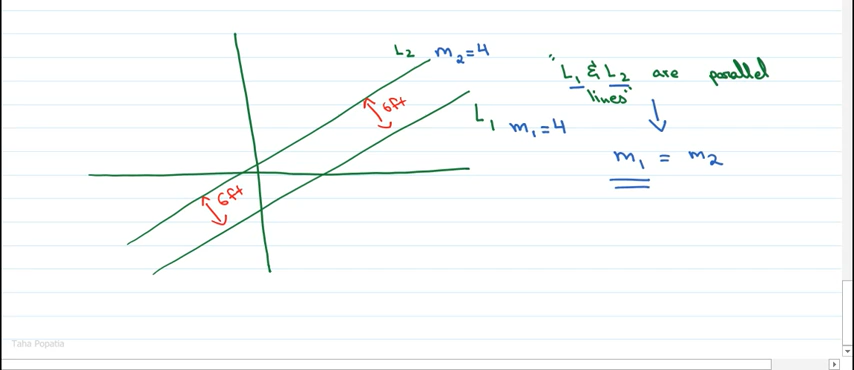 L2 m2=4
"L1 & L2 are parallel
lines"
6ft
L1 m1=4
m1 = m2
6ft
Taha Popatia